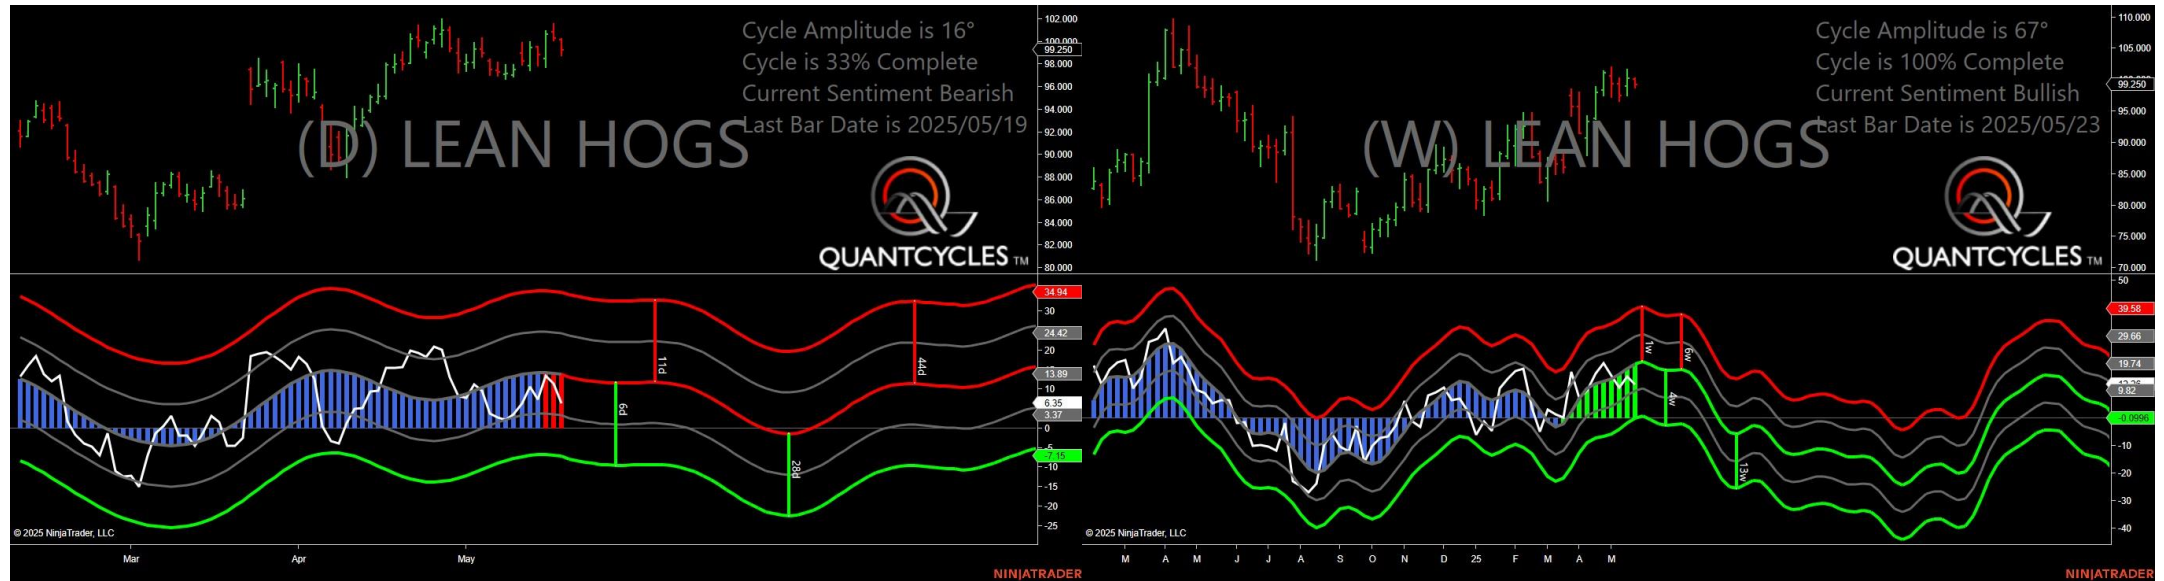 Cycle Amplitude is 16°
Cycle is 33% Complete
Current Sentiment Bearish
Last Bar Date is 2025/05/19
(D) LEAN HOGS
QUANTCYCLES TM
102.000
100.000
99.250
98.000
96.000
94.000
92.000
90.000
88.000
86.000
84.000
82.000
80.000
34.94
30
24.42
20
13.89
10
6.35
3.37
0
-5
-7.15
-10
-15
-20
-25
6d
11d
28d
44d
© 2025 NinjaTrader, LLC
Mar Apr May
NINJATRADER
Cycle Amplitude is 67°
Cycle is 100% Complete
Current Sentiment Bullish
Last Bar Date is 2025/05/23
(W) LEAN HOGS
QUANTCYCLES TM
110.000
105.000
99.250
95.000
90.000
85.000
80.000
75.000
70.000
50
39.58
29.66
19.74
9.82
-0.0996
-10
-20
-30
-40
1w
4w
6w
13w
© 2025 NinjaTrader, LLC
M A M J J A S O N D 25 F M A M
NINJATRADER